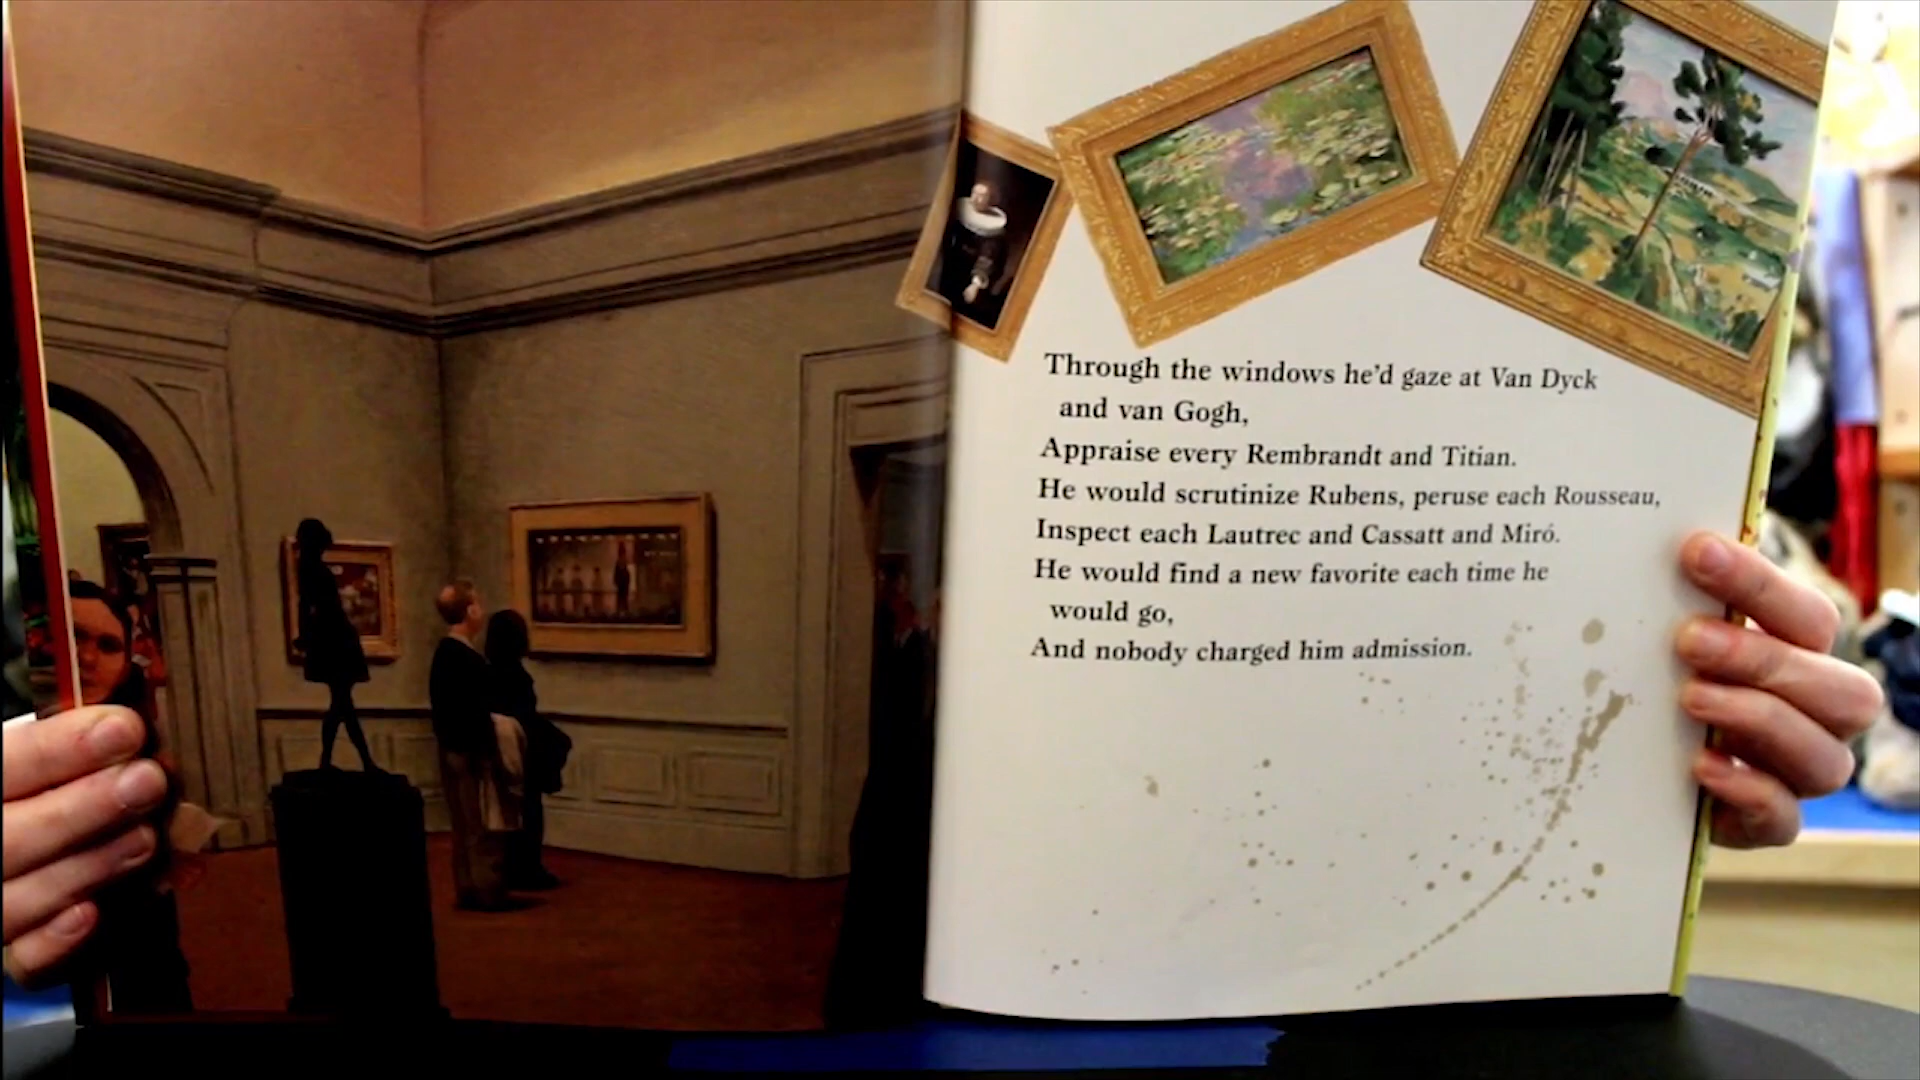 Through the windows he'd gaze at Van Dyck
and van Gogh,
Appraise every Rembrandt and Titian.
He would scrutinize Rubens, peruse each Rousseau,
Inspect each Lautrec and Cassatt and Miró.
He would find a new favorite each time he
would go,
And nobody charged him admission.